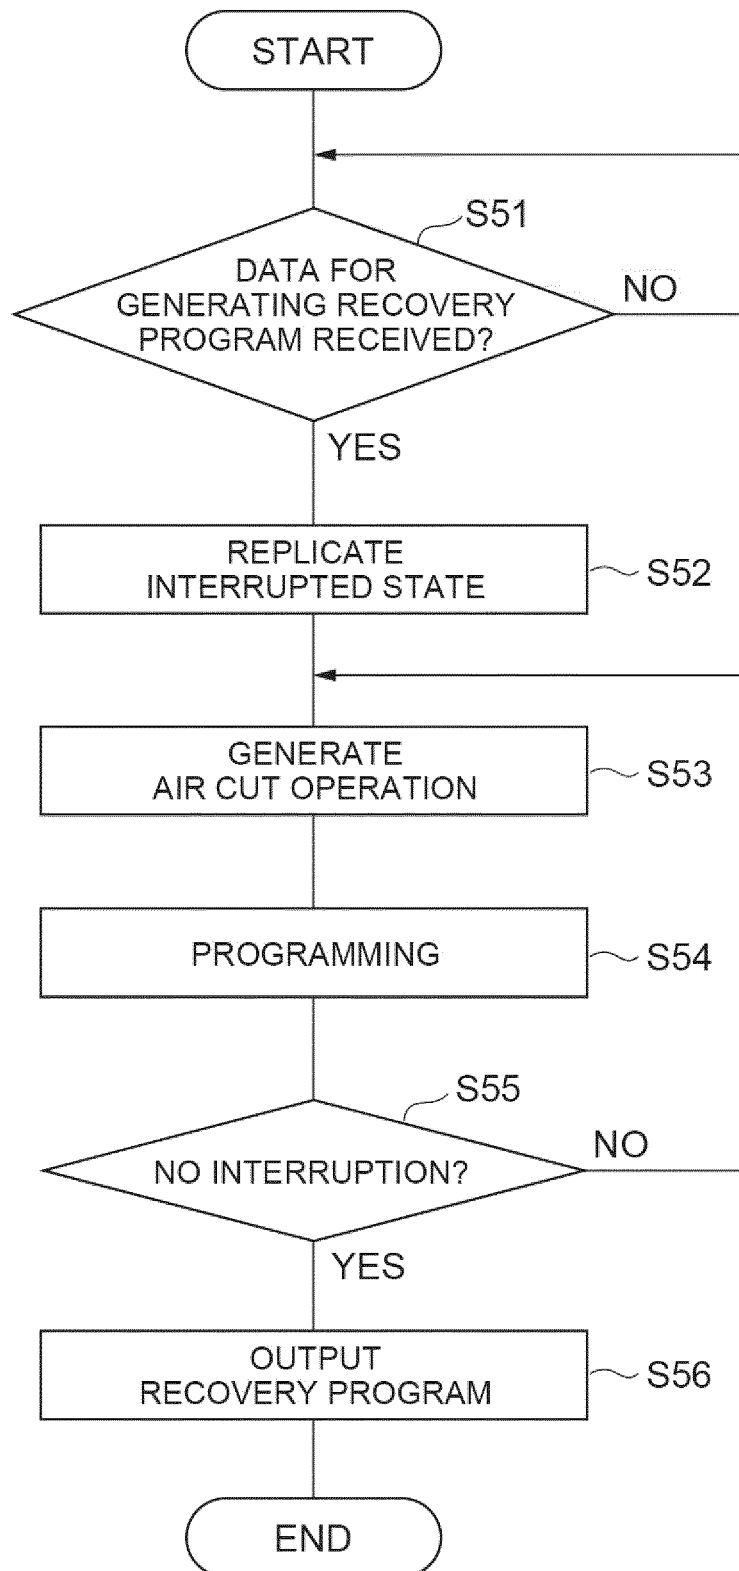 START
S51
DATA FOR
GENERATING RECOVERY
PROGRAM RECEIVED?
NO
YES
REPLICATE
INTERRUPTED STATE
S52
GENERATE
AIR CUT OPERATION
S53
PROGRAMMING
S54
S55
NO INTERRUPTION?
NO
YES
OUTPUT
RECOVERY PROGRAM
S56
END